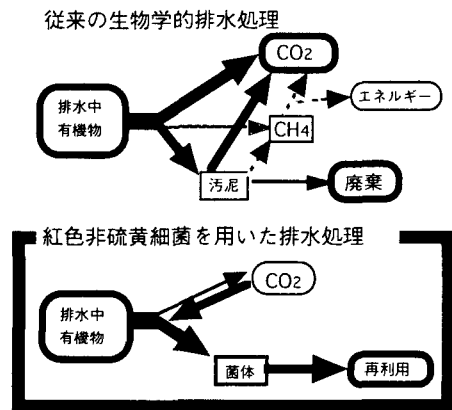 従来の生物学的排水処理
CO2
エネルギー
排水中
有機物
CH4
汚泥
廃棄
紅色非硫黄細菌を用いた排水処理
CO2
排水中
有機物
菌体
再利用